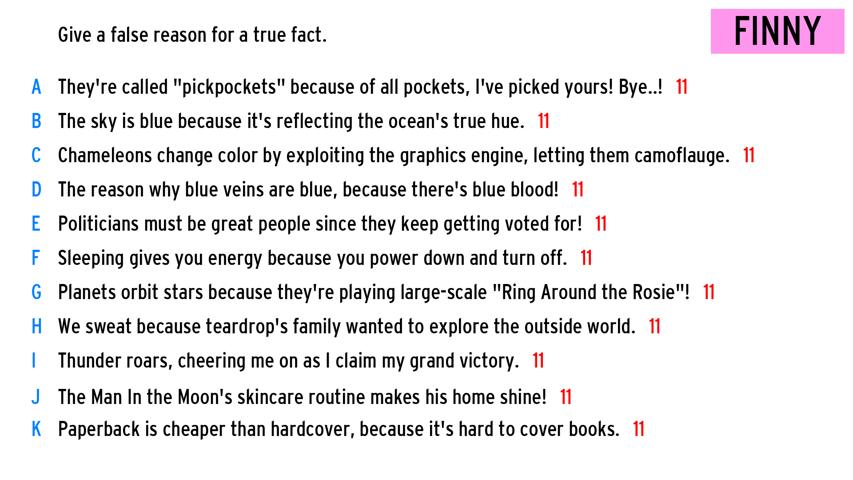 Give a false reason for a true fact.
FINNY
A They're called "pickpockets" because of all pockets, I've picked yours! Bye..! 11
B The sky is blue because it's reflecting the ocean's true hue. 11
C Chameleons change color by exploiting the graphics engine, letting them camoflauge. 11
D The reason why blue veins are blue, because there's blue blood! 11
E Politicians must be great people since they keep getting voted for! 11
F Sleeping gives you energy because you power down and turn off. 11
G Planets orbit stars because they're playing large-scale "Ring Around the Rosie"! 11
H We sweat because teardrop's family wanted to explore the outside world. 11
I Thunder roars, cheering me on as I claim my grand victory. 11
J The Man In the Moon's skincare routine makes his home shine! 11
K Paperback is cheaper than hardcover, because it's hard to cover books. 11